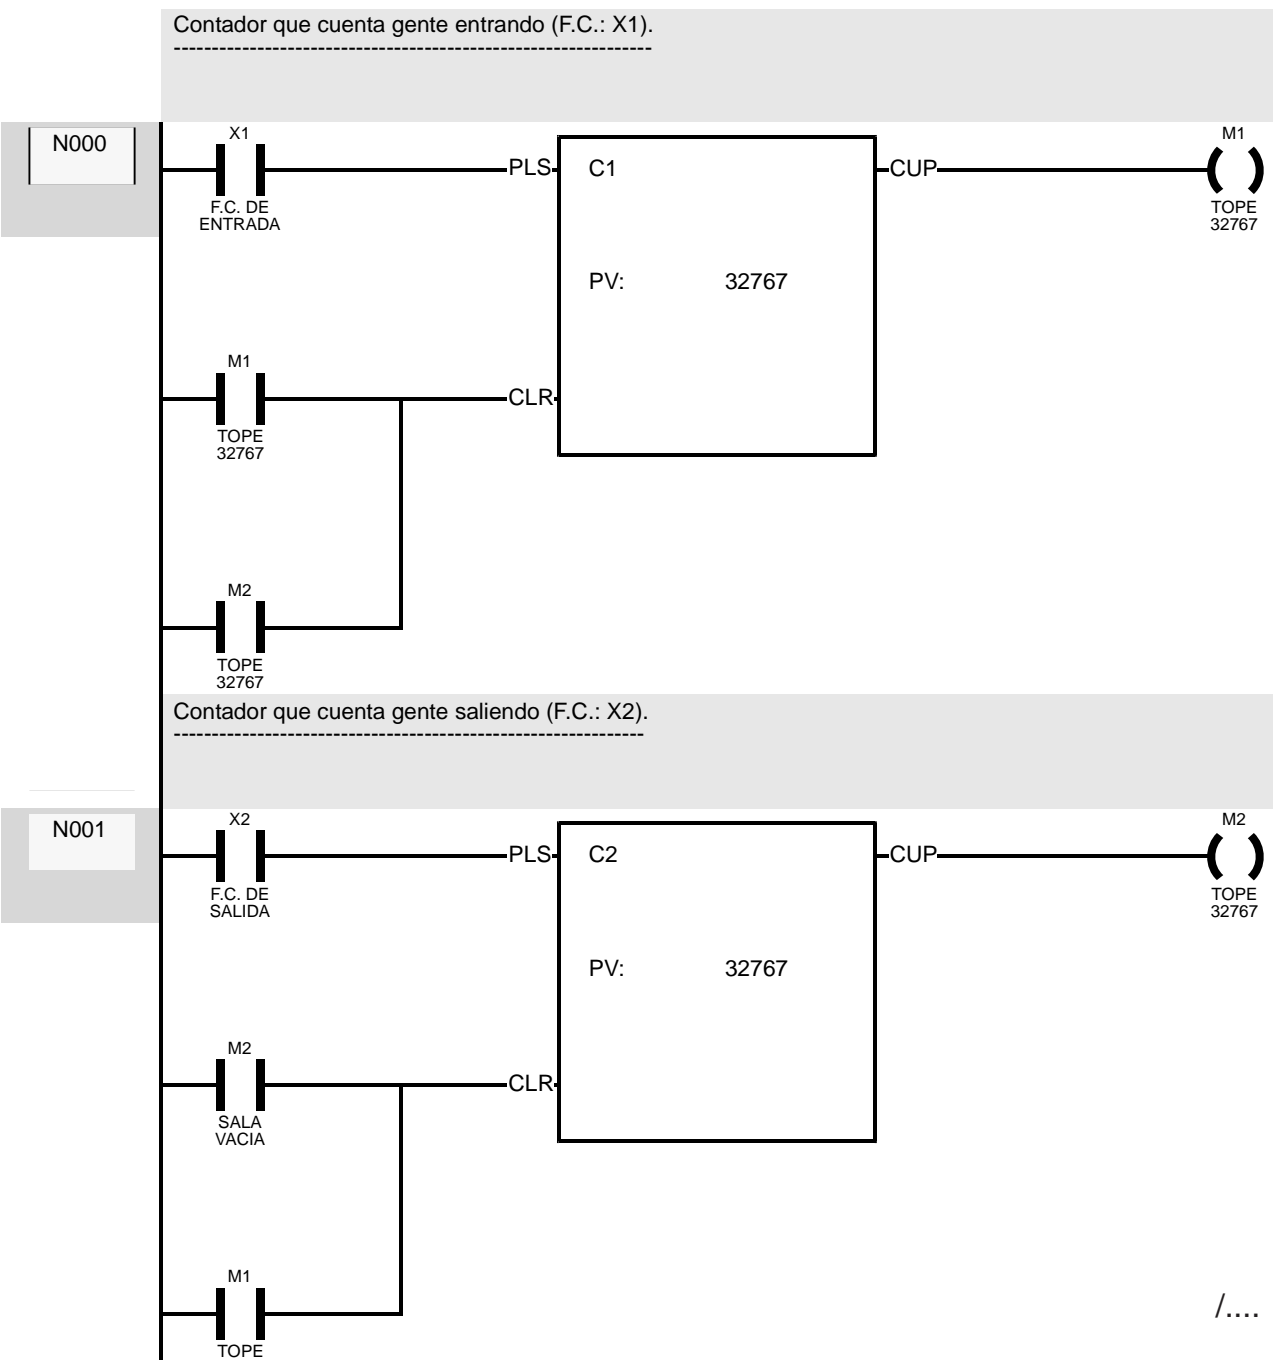 Contador que cuenta gente entrando (F.C.: X1).
---------------------------------------------------------------
N000
X1
M1
PLS
C1
CUP
F.C. DE
ENTRADA
TOPE
32767
PV: 32767
M1
CLR
TOPE
32767
M2
TOPE
32767
Contador que cuenta gente saliendo (F.C.: X2).
--------------------------------------------------------------
N001
X2
M2
PLS
C2
CUP
F.C. DE
SALIDA
TOPE
32767
PV: 32767
M2
CLR
SALA
VACIA
M1
/....
TOPE